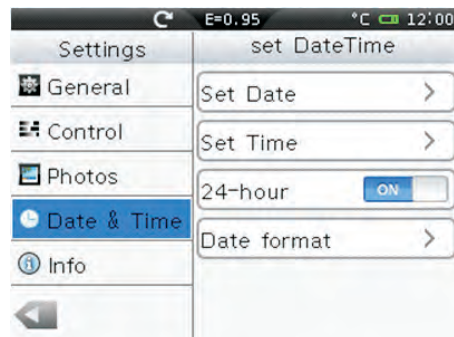 E=0.95 °C 12:00
Settings
General
Control
Photos
Date & Time
Info
set DateTime
Set Date
Set Time
24-hour ON
Date format